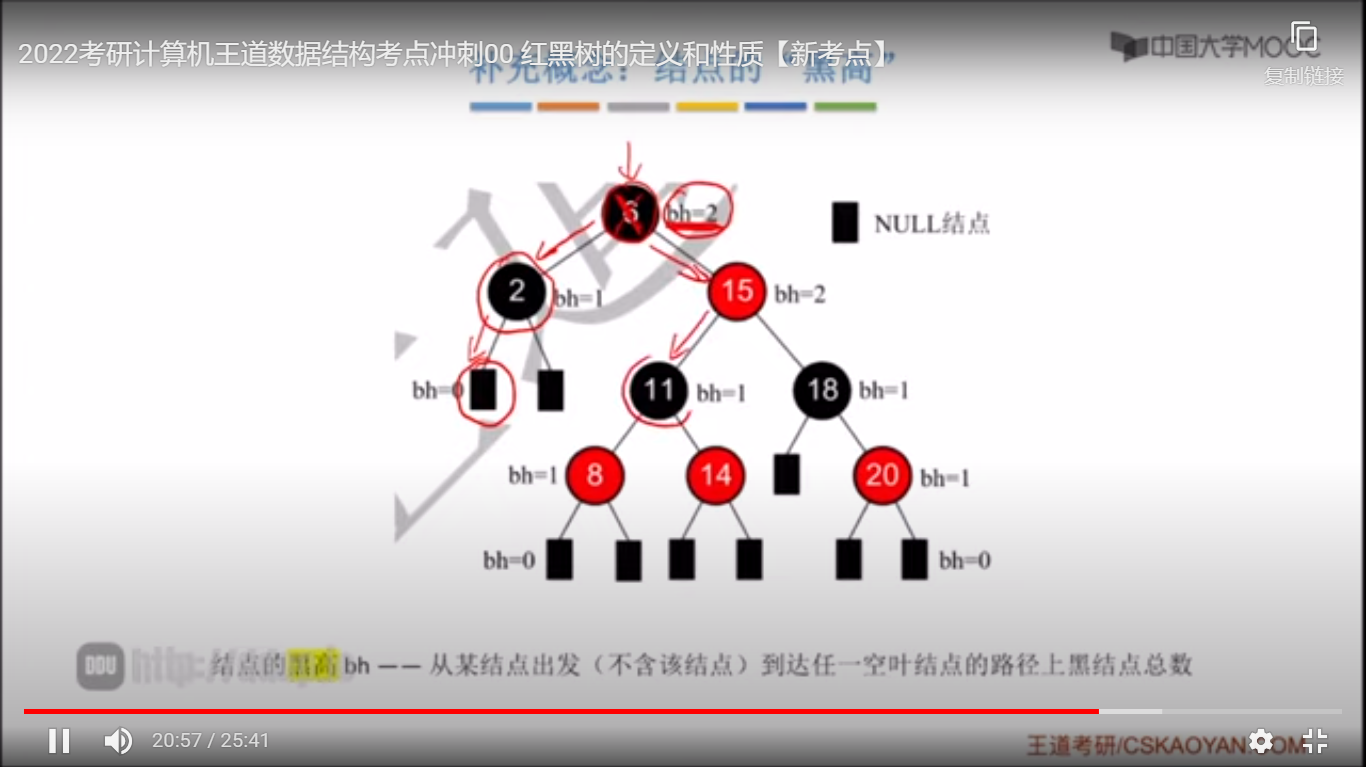 2022考研计算机王道数据结构考点冲刺00 红黑树的定义和性质【新考点】
中国大学MOOC
复制链接
补充概念：结点的“黑高”
6 bh=2
NULL结点
2 bh=1
15 bh=2
bh=0
11 bh=1
18 bh=1
bh=1 8
14
20 bh=1
bh=0
bh=0
结点的黑高 bh —— 从某结点出发（不含该结点）到达任一空叶结点的路径上黑结点总数
20:57 / 25:41
王道考研/CSKAOYAN.COM